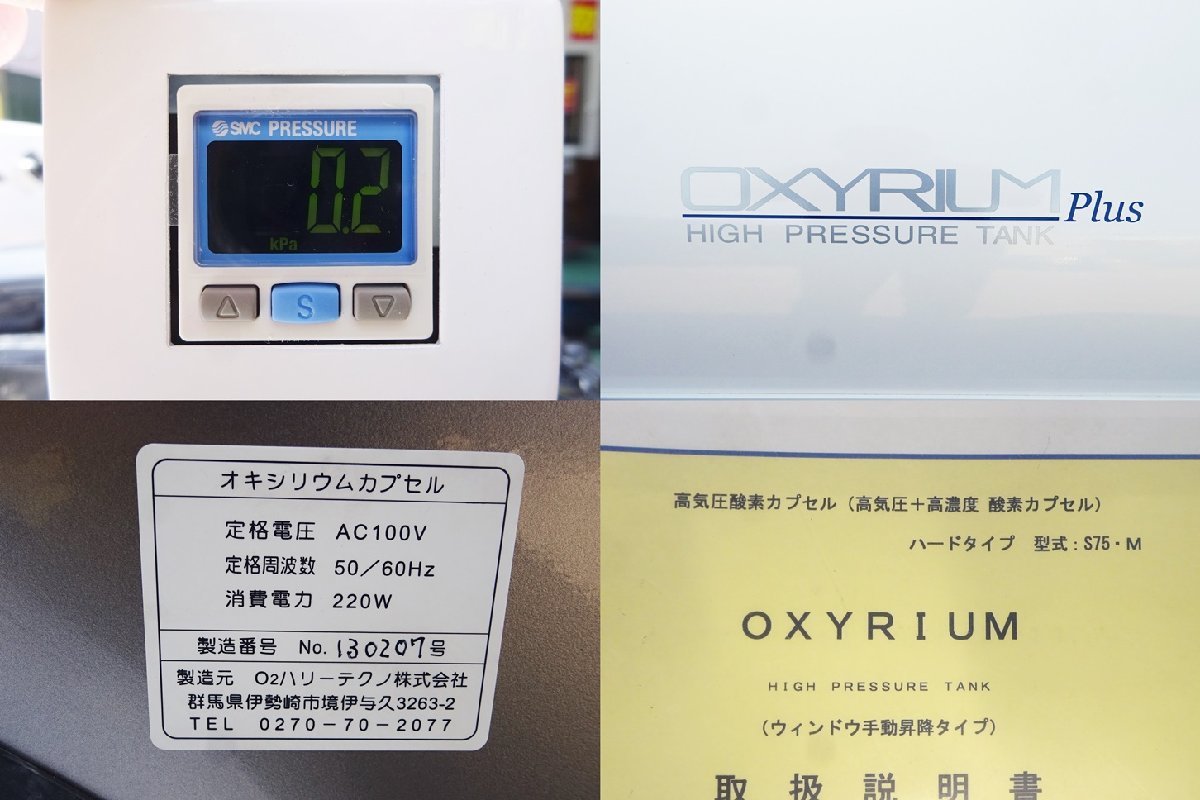 SMC PRESSURE
0.2
kPa
△ S ▽
OXYRIUM Plus
HIGH PRESSURE TANK
オキシリウムカプセル
定格電圧 AC100V
定格周波数 50/60Hz
消費電力 220W
製造番号 No. 130207号
製造元 O2ハリーテクノ株式会社
群馬県伊勢崎市境伊与久3263-2
TEL 0270-70-2077
高気圧酸素カプセル（高気圧＋高濃度 酸素カプセル）
ハードタイプ 型式：S75・M
OXYRIUM
HIGH PRESSURE TANK
（ウィンドウ手動昇降タイプ）
取扱説明書